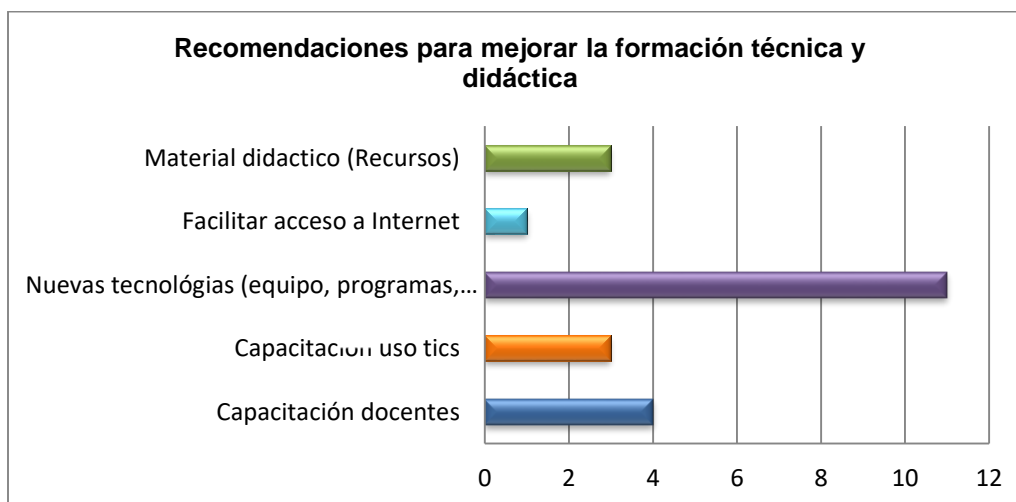 Recomendaciones para mejorar la formación técnica y
didáctica
Material didactico (Recursos)
Facilitar acceso a Internet
Nuevas tecnológias (equipo, programas,...
Capacitación uso tics
Capacitación docentes
0 2 4 6 8 10 12